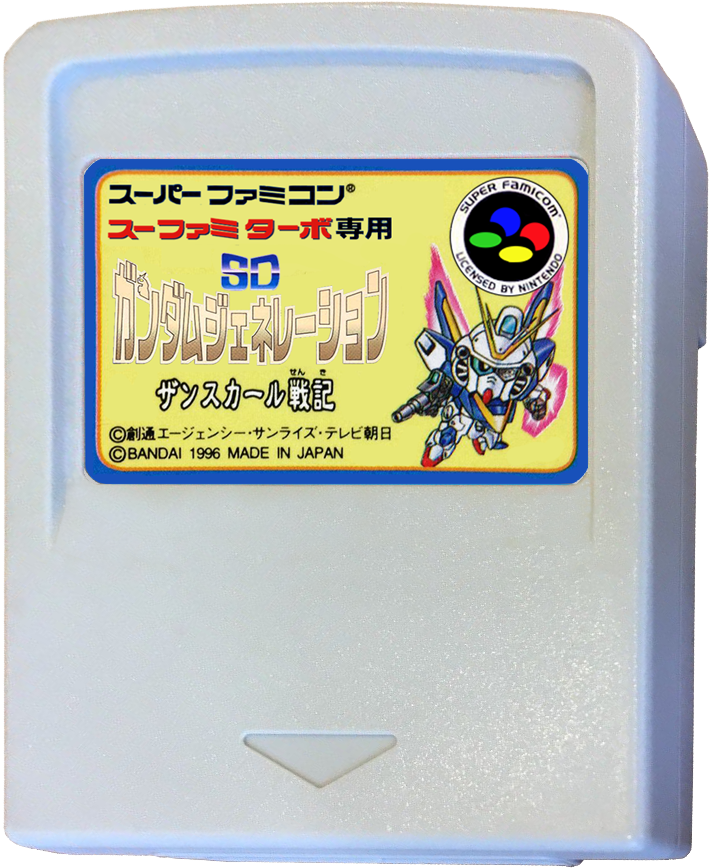 スーパーファミコン®
スーファミターボ専用
SUPER FAMICOM
LICENSED BY NINTENDO
SD
ガンダムジェネレーション
せんき
ザンスカール戦記
©創通エージェンシー・サンライズ・テレビ朝日
©BANDAI 1996 MADE IN JAPAN